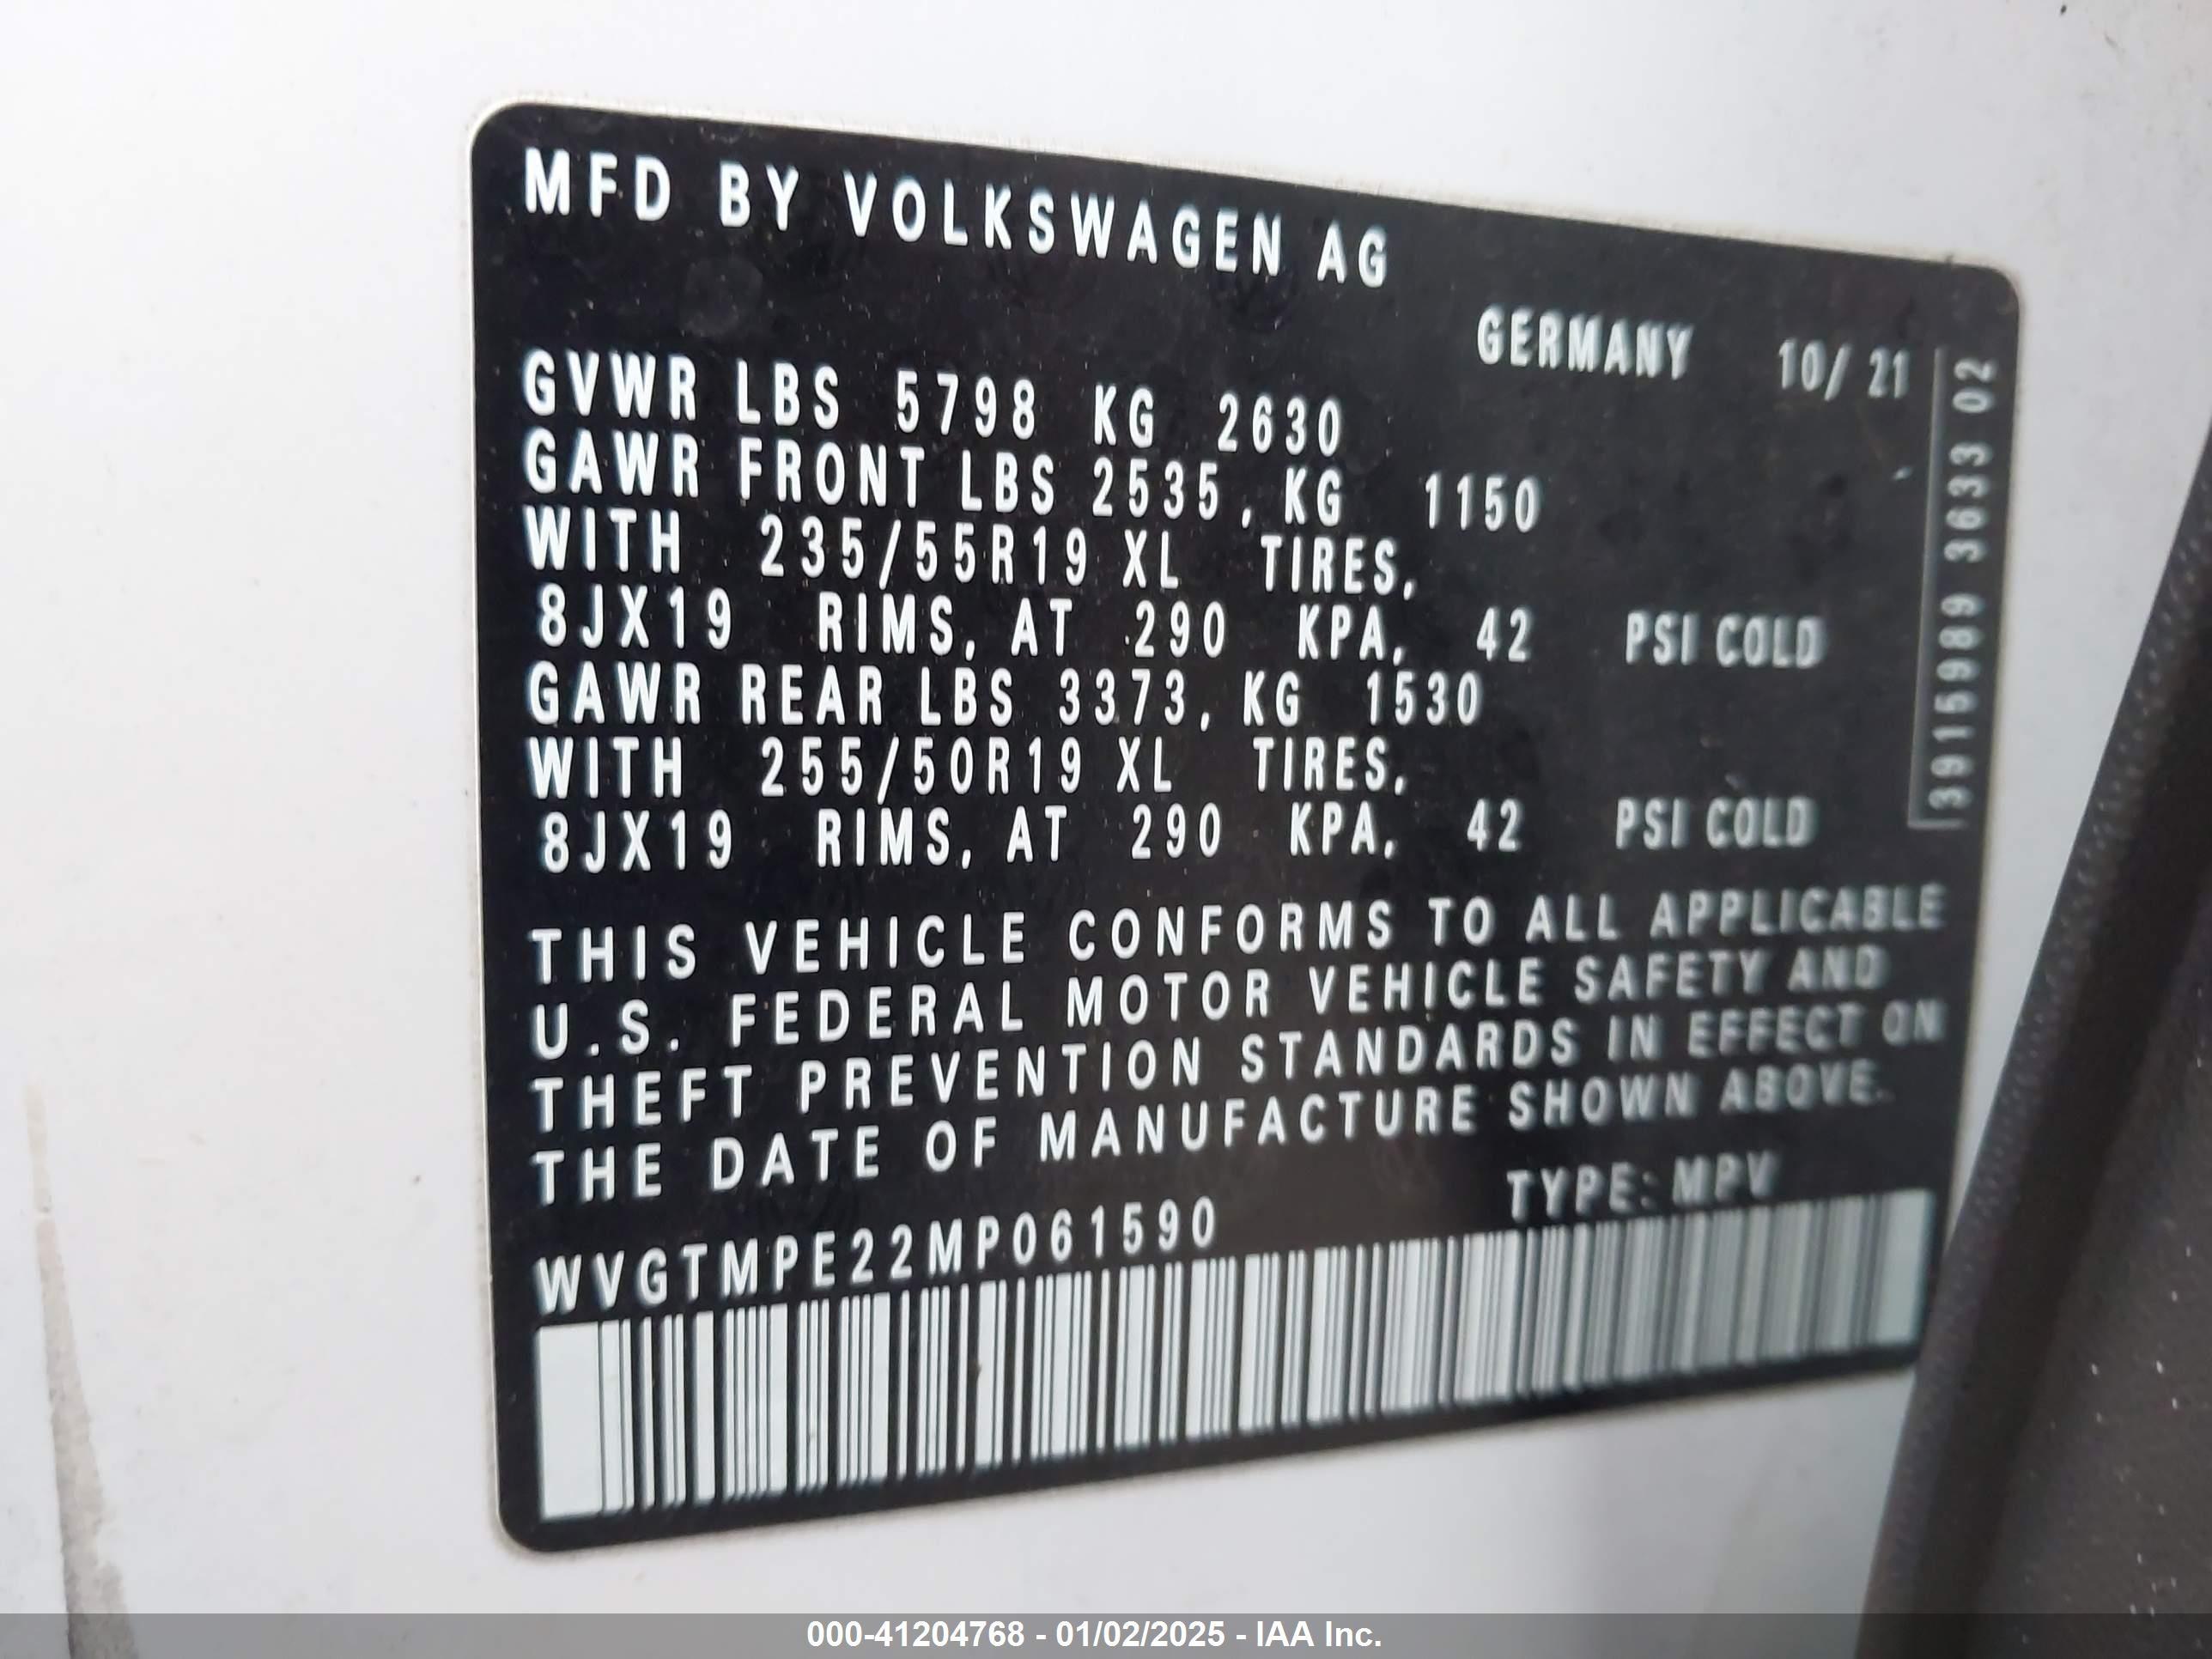 MFD BY VOLKSWAGEN AG
GERMANY 10/ 21
GVWR LBS 5798 KG 2630
GAWR FRONT LBS 2535, KG 1150
WITH 235/55R19 XL TIRES,
8JX19 RIMS, AT 290 KPA, 42 PSI COLD
GAWR REAR LBS 3373, KG 1530
WITH 255/50R19 XL TIRES,
8JX19 RIMS, AT 290 KPA, 42 PSI COLD
THIS VEHICLE CONFORMS TO ALL APPLICABLE
U.S. FEDERAL MOTOR VEHICLE SAFETY AND
THEFT PREVENTION STANDARDS IN EFFECT ON
THE DATE OF MANUFACTURE SHOWN ABOVE.
WVGTMPE22MP061590 TYPE: MPV
3915989 3633 02
000-41204768 - 01/02/2025 - IAA Inc.